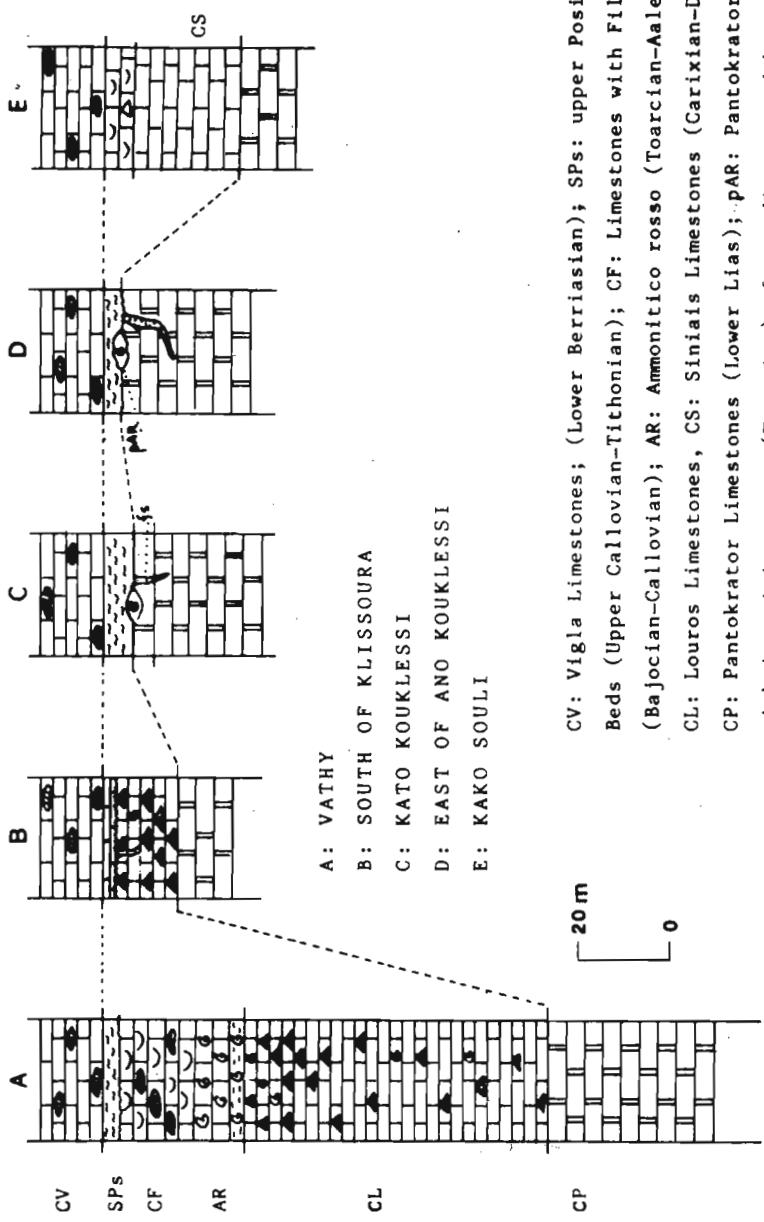 A
B
C
D
E
CV
SPs
CF
AR
CL
CP
pAR
CS
A: VATHY
B: SOUTH OF KLISSOURA
C: KATO KOUKLESSI
D: EAST OF ANO KOUKLESSI
E: KAKO SOULI
20 m
0
CV: Vigla Limestones; (Lower Berriasian); SPs: upper Posi
Beds (Upper Callovian-Tithonian); CF: Limestones with Fil
(Bajocian-Callovian); AR: Ammonitico rosso (Toarcian-Aale
CL: Louros Limestones, CS: Siniais Limestones (Carixian-D
CP: Pantokrator Limestones (Lower Lias); pAR: Pantokrator